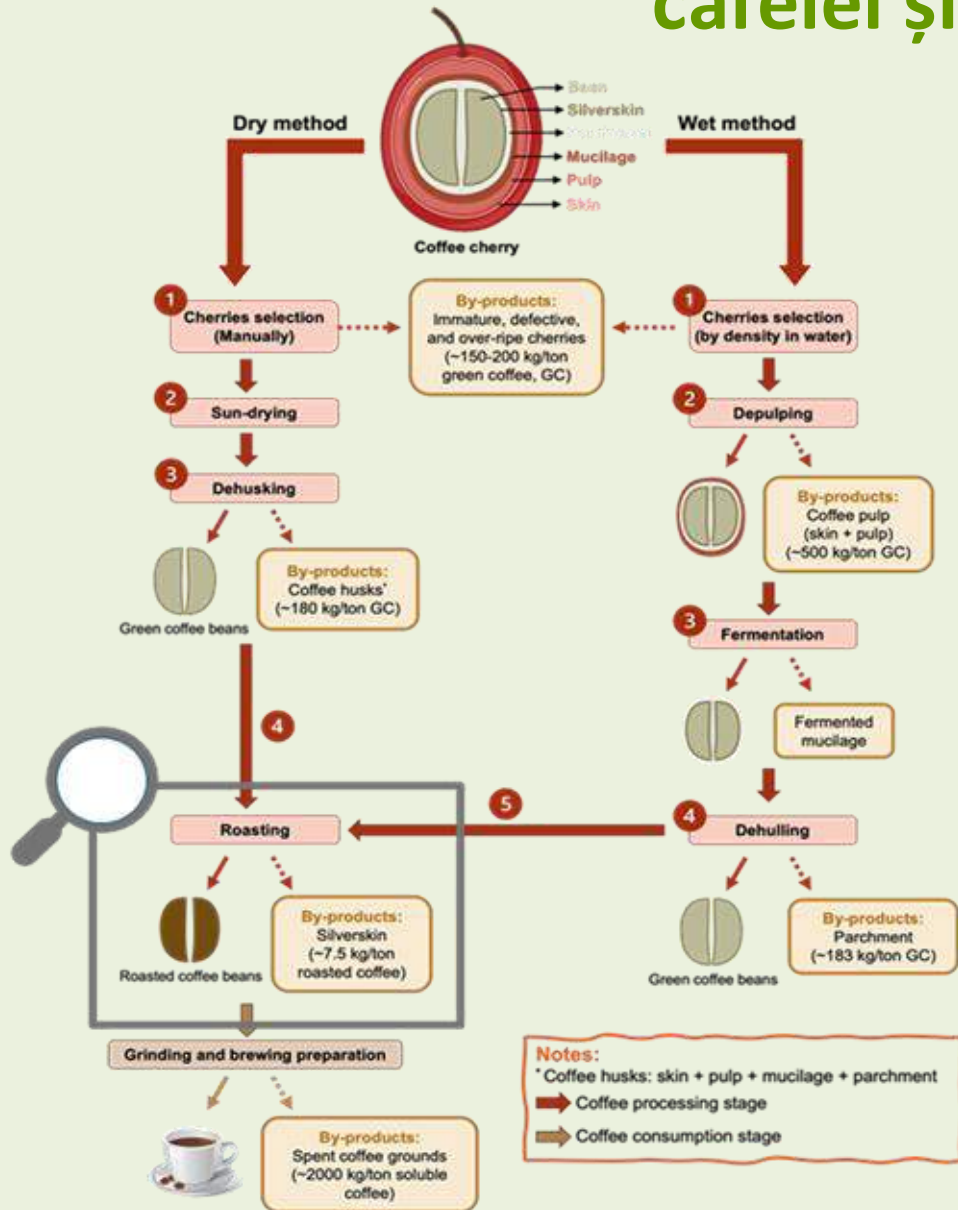 cafelei și
Bean
Silverskin
Mucilage
Pulp
Skin
Coffee cherry
Dry method
Wet method
1
Cherries selection
(Manually)
By-products:
Immature, defective,
and over-ripe cherries
(~150-200 kg/ton
green coffee, GC)
1
Cherries selection
(by density in water)
2
Sun-drying
2
Depulping
3
Dehusking
By-products:
Coffee pulp
(skin + pulp)
(~500 kg/ton GC)
By-products:
Coffee husks*
(~180 kg/ton GC)
Green coffee beans
3
Fermentation
4
Fermented
mucilage
5
Roasting
4
Dehulling
By-products:
Silverskin
(~7.5 kg/ton
roasted coffee)
Roasted coffee beans
By-products:
Parchment
(~183 kg/ton GC)
Green coffee beans
Grinding and brewing preparation
By-products:
Spent coffee grounds
(~2000 kg/ton soluble
coffee)
Notes:
* Coffee husks: skin + pulp + mucilage + parchment
Coffee processing stage
Coffee consumption stage